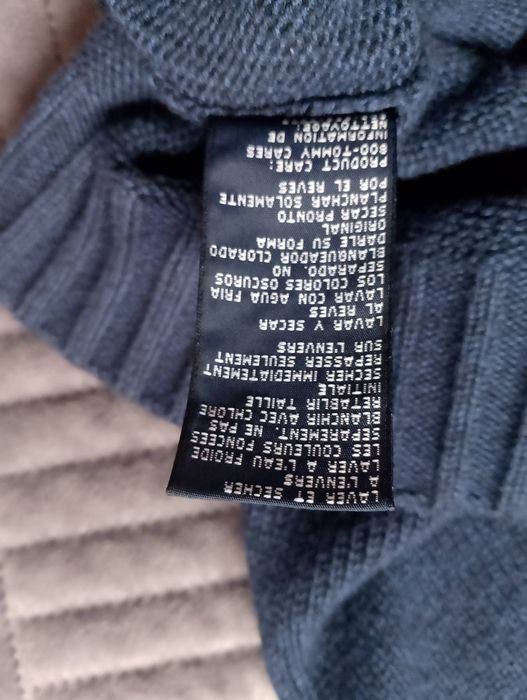 LAVER ET SECHER
A L'ENVERS
LAVER A L'EAU FROIDE
LES COULEURS FONCEES
SEPAREMENT. NE PAS
BLANCHIR AVEC CHLORE
RETABLIR TAILLE
INITIALE
SECHER IMMEDIATEMENT
REPASSER SEULEMENT
SUR L'ENVERS
LAVAR Y SECAR
AL REVES
LAVAR CON AGUA FRIA
LOS COLORES OSCUROS
SEPARADO. NO
BLANQUEADOR CLORADO
DARLE SU FORMA
ORIGINAL
SECAR PRONTO
PLANCHAR SOLAMENTE
POR EL REVES
PRODUCT CARE:
800-TOMMY CARES
INFORMATION DE
NETTOYAGE: